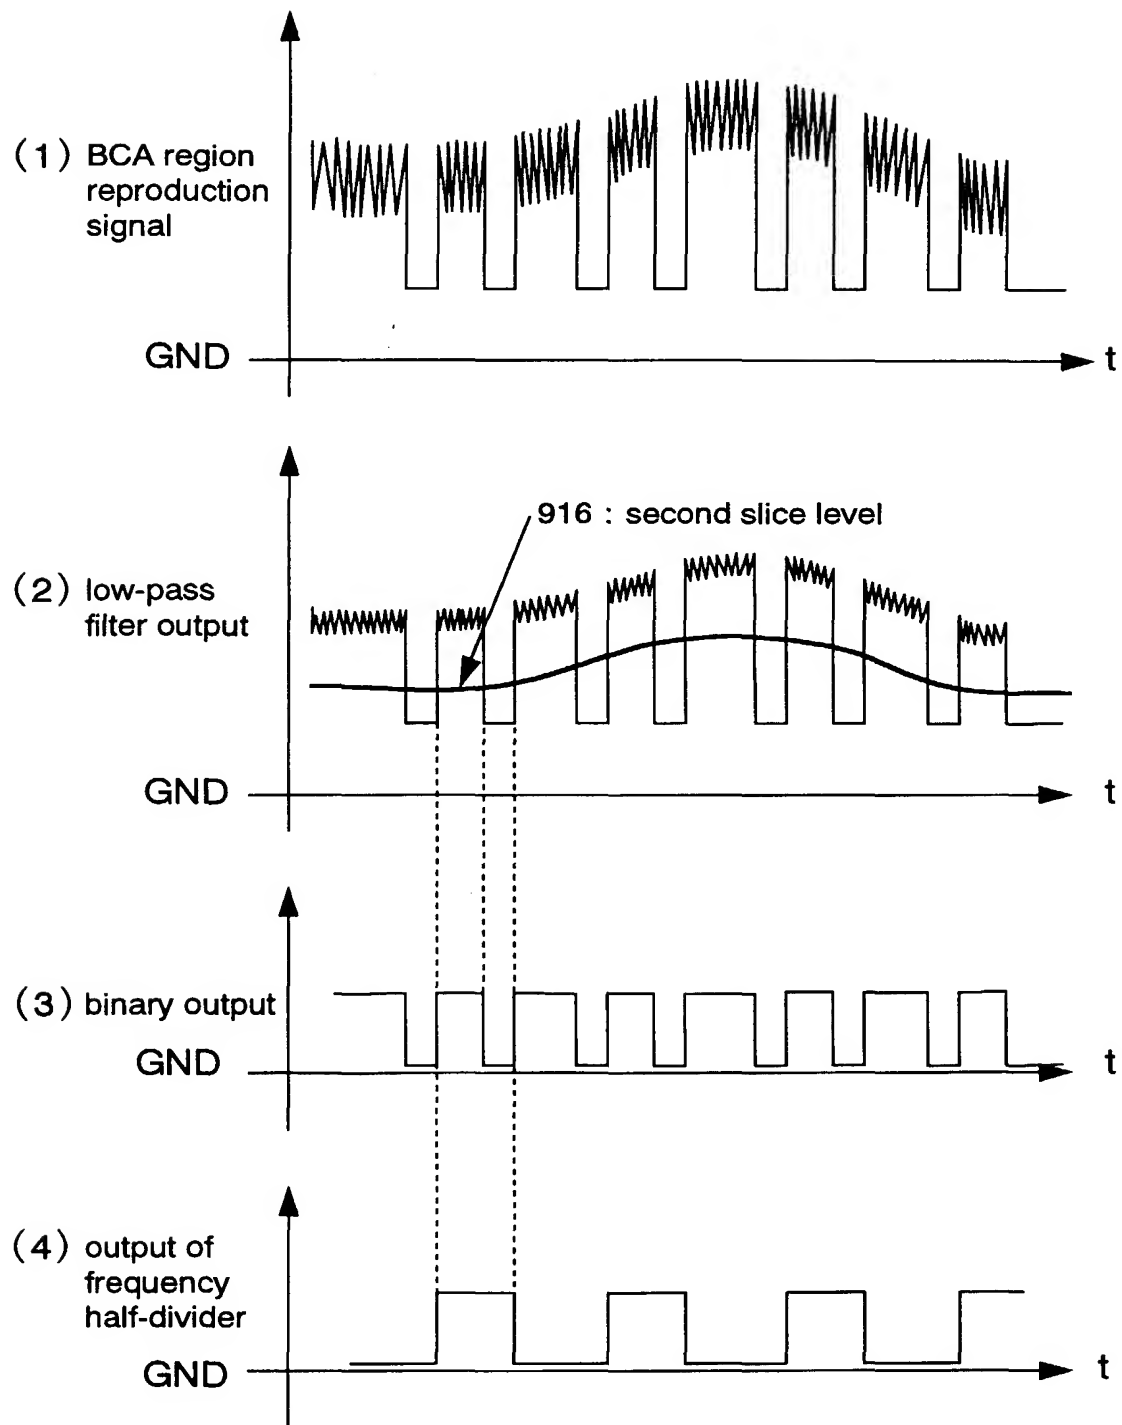 (1) BCA region
reproduction
signal
GND
t
916 : second slice level
(2) low-pass
filter output
GND
t
(3) binary output
GND
t
(4) output of
frequency
half-divider
GND
t